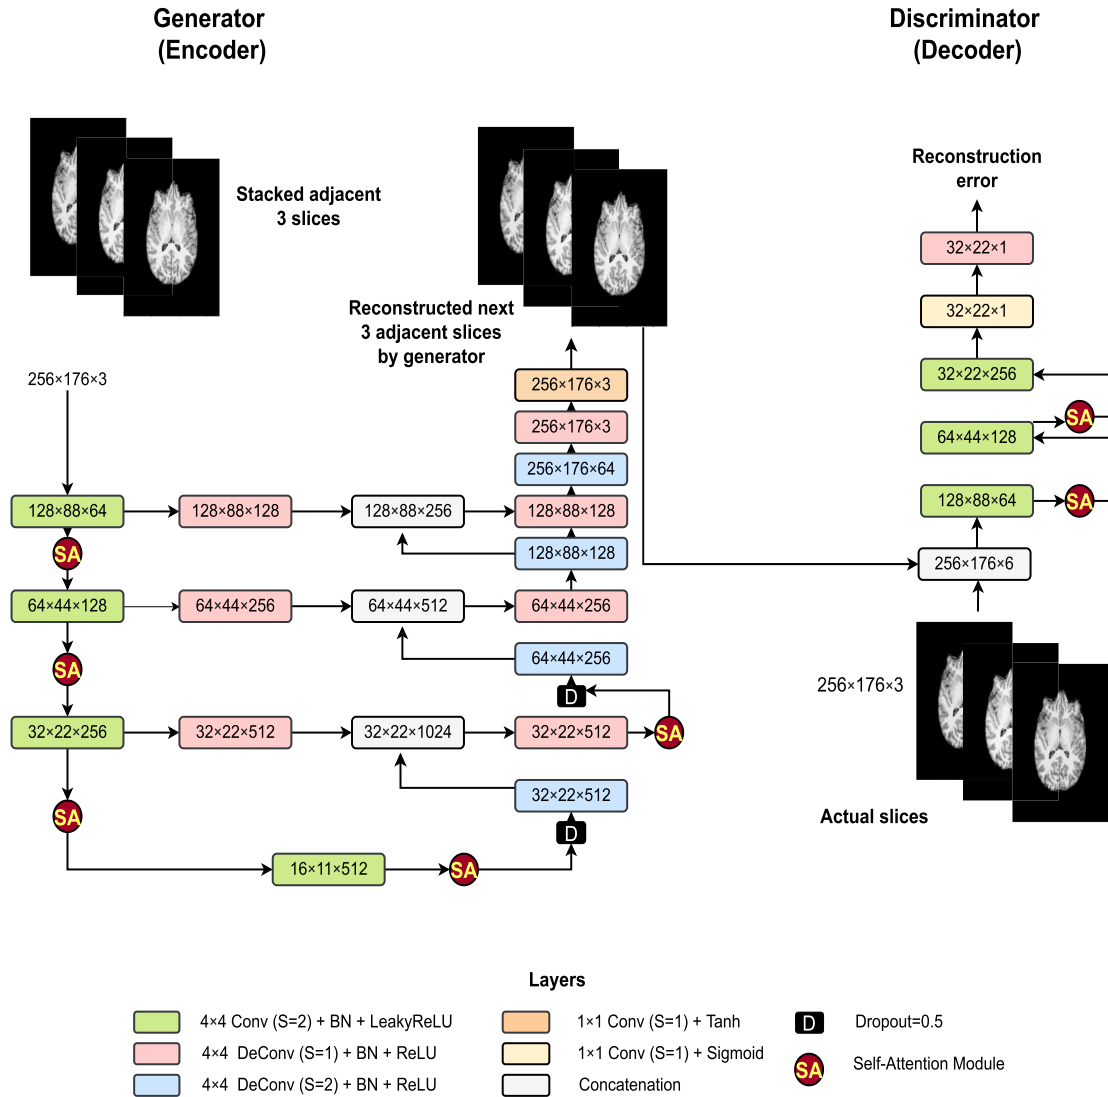 Generator
(Encoder)
Discriminator
(Decoder)
Stacked adjacent
3 slices
Reconstructed next
3 adjacent slices
by generator
Reconstruction
error
32×22×1
32×22×1
32×22×256
SA
64×44×128
128×88×64
SA
256×176×6
256×176×3
Actual slices
256×176×3
256×176×3
256×176×3
256×176×64
128×88×64
128×88×128
128×88×256
128×88×128
SA
128×88×128
64×44×128
64×44×256
64×44×512
64×44×256
SA
64×44×256
D
32×22×256
32×22×512
32×22×1024
32×22×512
SA
32×22×512
SA
D
16×11×512
SA
Layers
4×4 Conv (S=2) + BN + LeakyReLU
4×4 DeConv (S=1) + BN + ReLU
4×4 DeConv (S=2) + BN + ReLU
1×1 Conv (S=1) + Tanh
1×1 Conv (S=1) + Sigmoid
Concatenation
D
Dropout=0.5
SA
Self-Attention Module